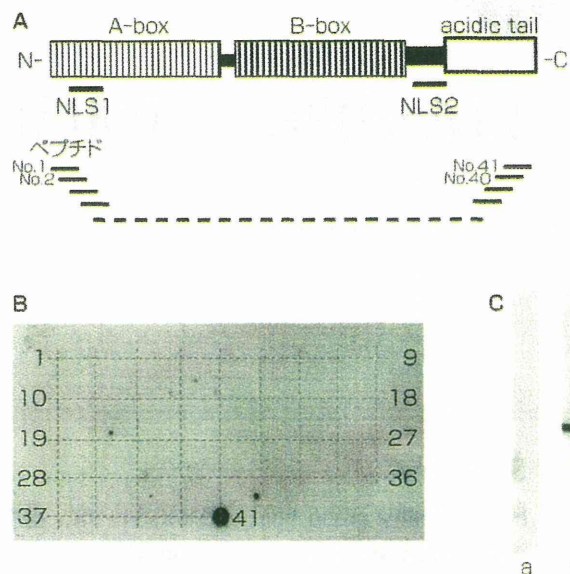 A
A-box B-box acidic tail
N- -C
NLS1 NLS2
ペプチド
No.1 No.41
No.2 No.40
B C
1 9
10 18
19 27
28 36
37 41
a